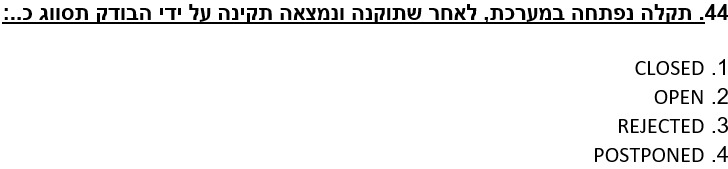 44. תקלה נפתחה במערכת, לאחר שתוקנה ונמצאה תקינה על ידי הבודק תסווג כ..:
1. CLOSED
2. OPEN
3. REJECTED
4. POSTPONED